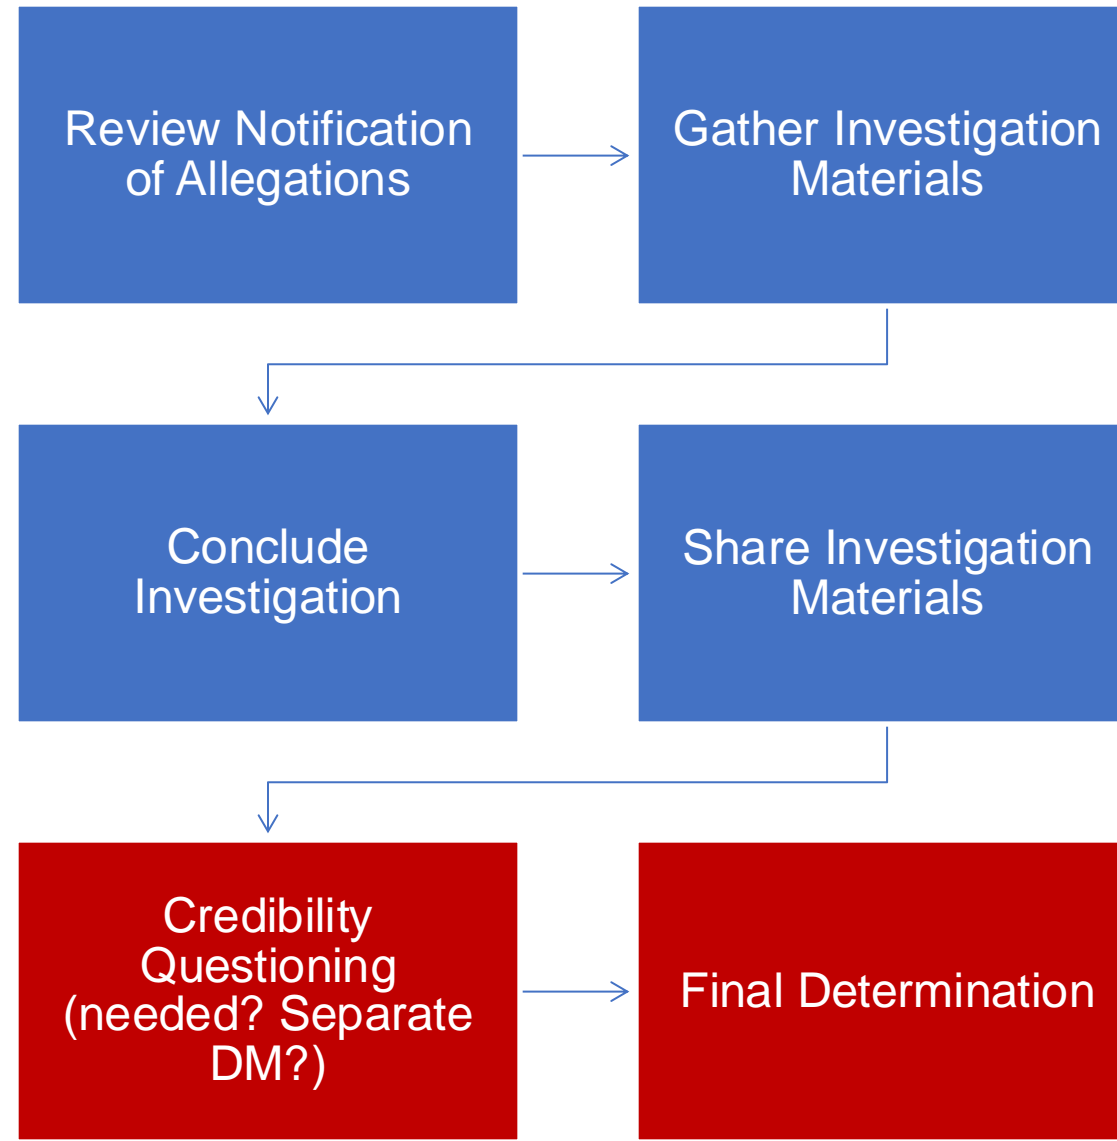 Review Notification
of Allegations
Gather Investigation
Materials
Conclude
Investigation
Share Investigation
Materials
Credibility
Questioning
(needed? Separate
DM?)
Final Determination